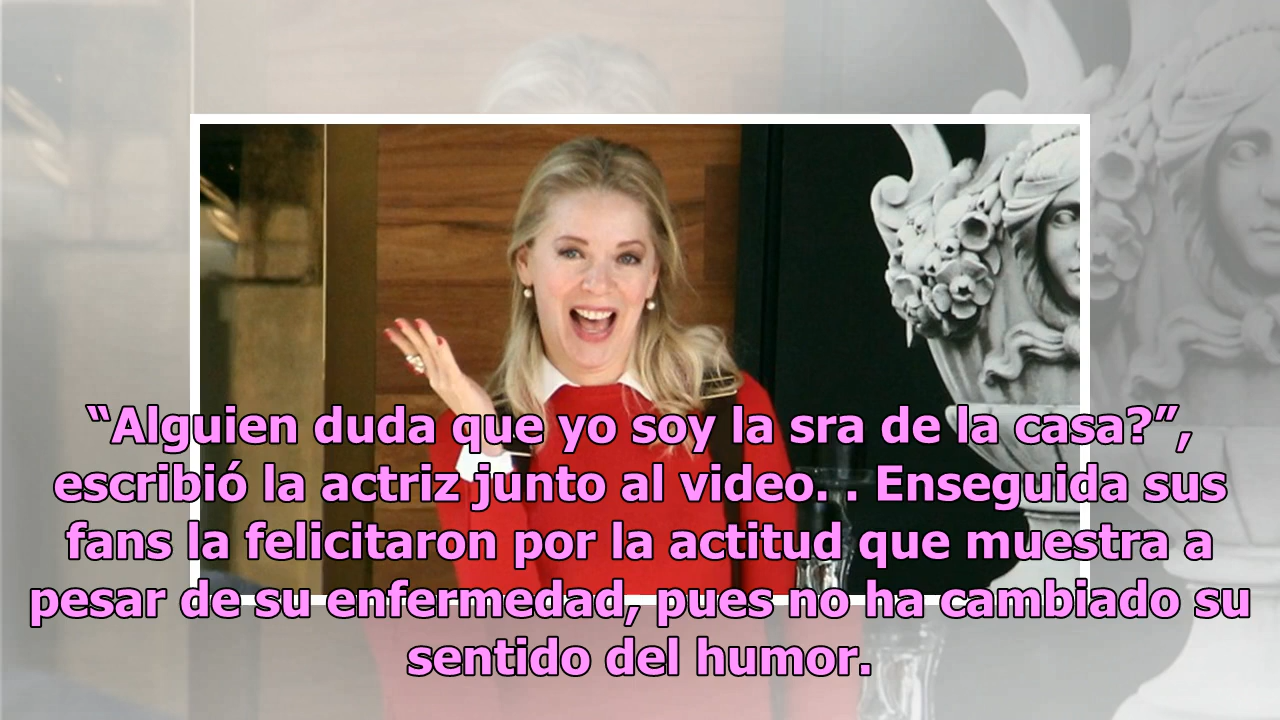 “Alguien duda que yo soy la sra de la casa?”,
escribió la actriz junto al video. . Enseguida sus
fans la felicitaron por la actitud que muestra a
pesar de su enfermedad, pues no ha cambiado su
sentido del humor.